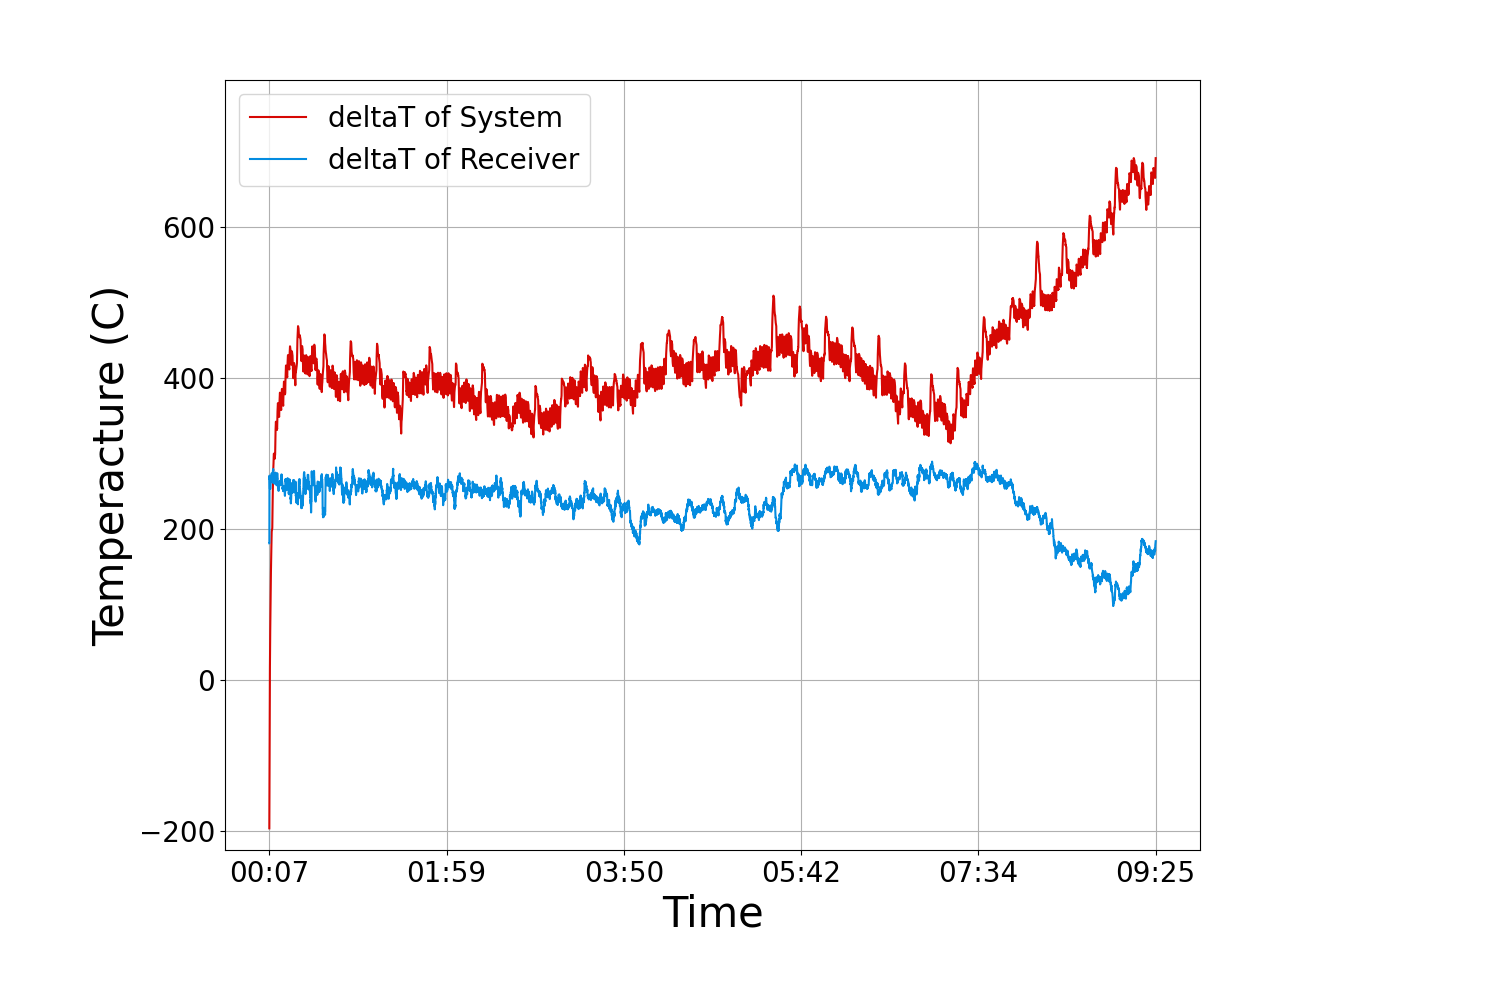 deltaT of System
deltaT of Receiver
Temperacture (C)
600
400
200
0
−200
00:07 01:59 03:50 05:42 07:34 09:25
Time